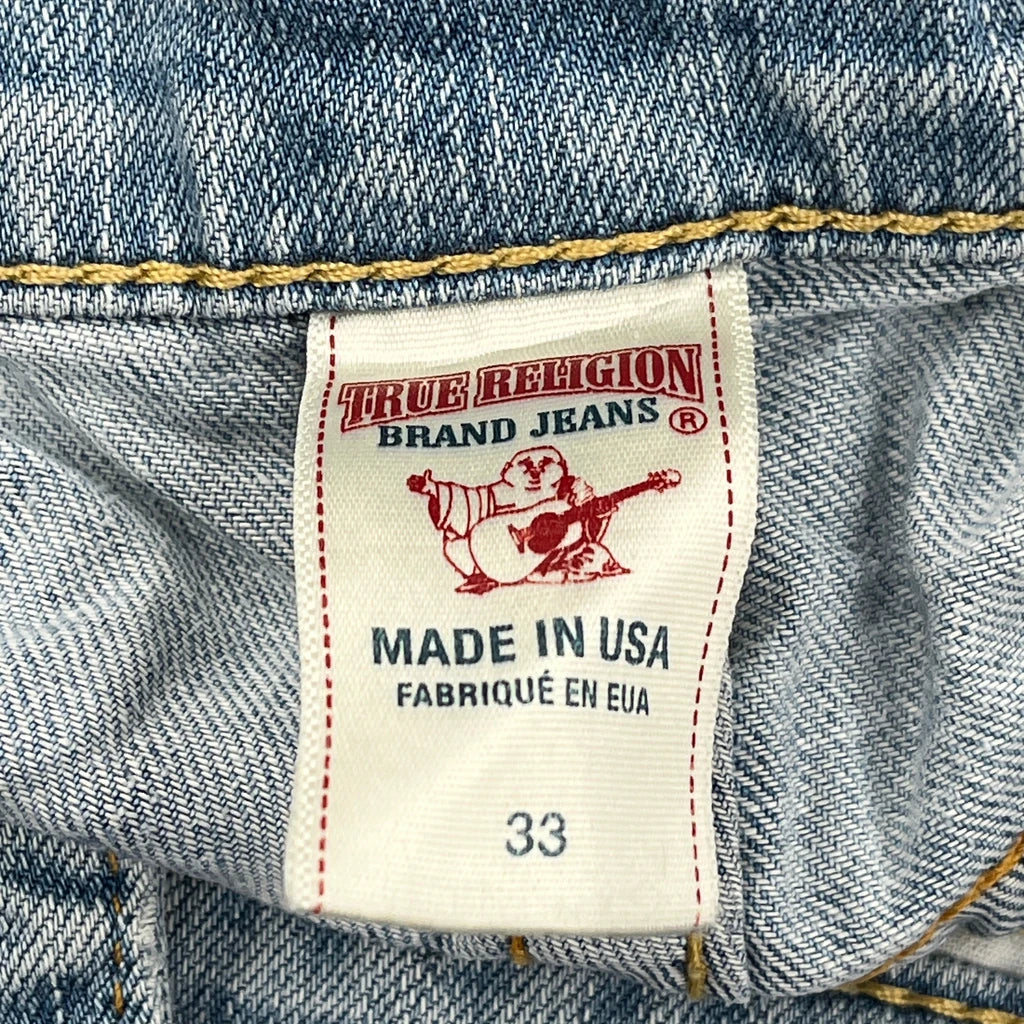 TRUE RELIGION
BRAND JEANS ®
MADE IN USA
FABRIQUÉ EN EUA
33